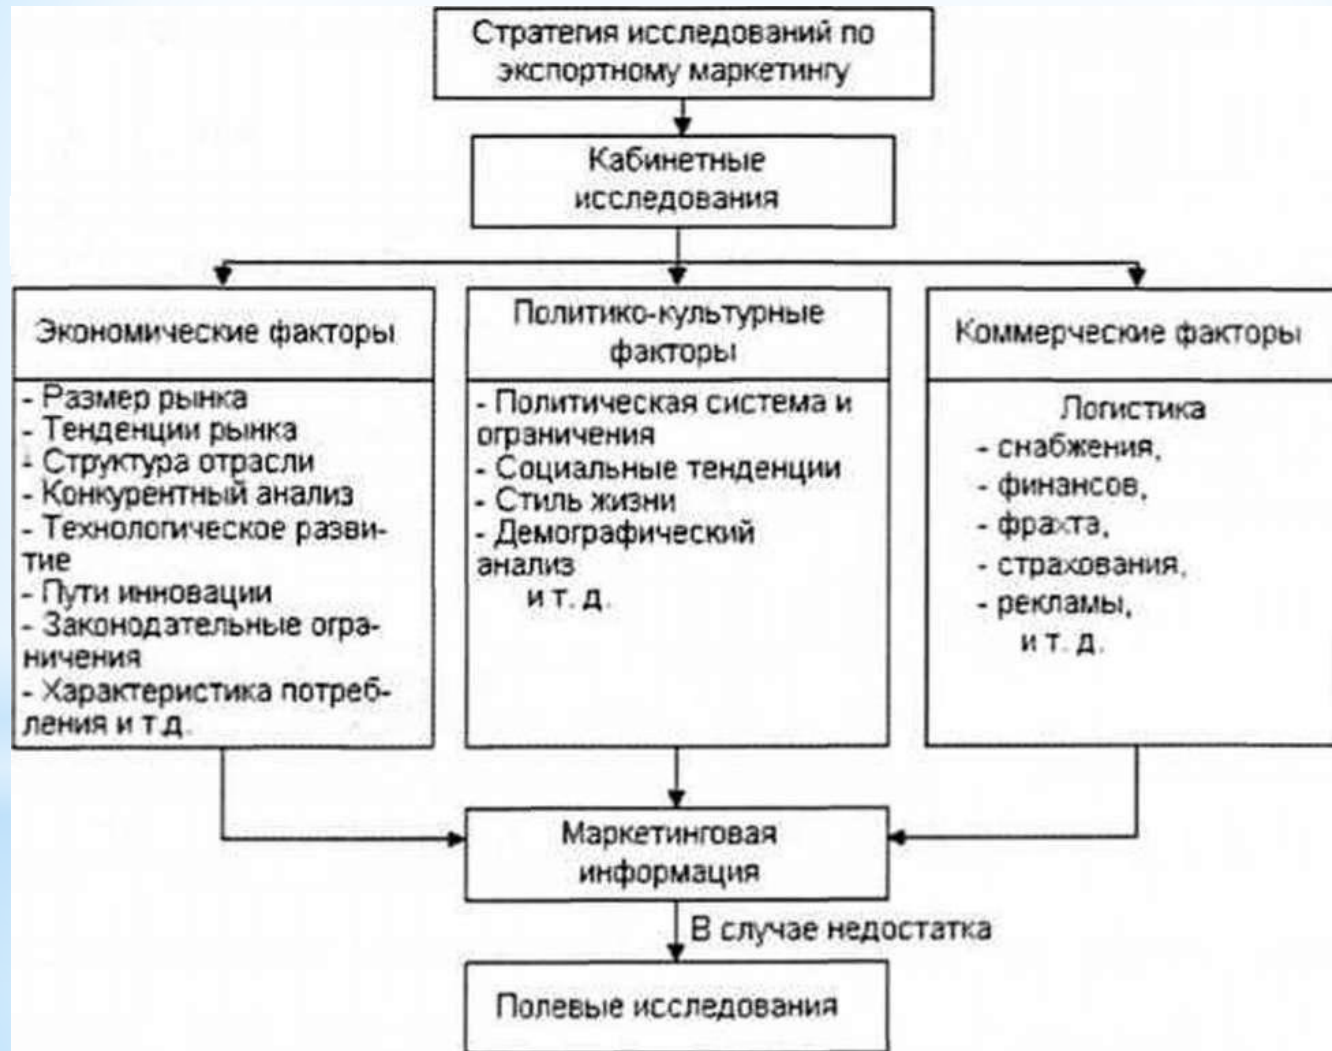 Стратегия исследований по
экспортному маркетингу
Кабинетные
исследования
Экономические факторы
- Размер рынка
- Тенденции рынка
- Структура отрасли
- Конкурентный анализ
- Технологическое разви-
тие
- Пути инновации
- Законодательные огра-
ничения
- Характеристика потреб-
ления и т.д.
Политико-культурные
факторы
- Политическая система и
ограничения
- Социальные тенденции
- Стиль жизни
- Демографический
анализ
и т. д.
Коммерческие факторы
Логистика
- снабжения,
- финансов,
- фрахта,
- страхования,
- рекламы,
и т. д.
Маркетинговая
информация
В случае недостатка
Полевые исследования